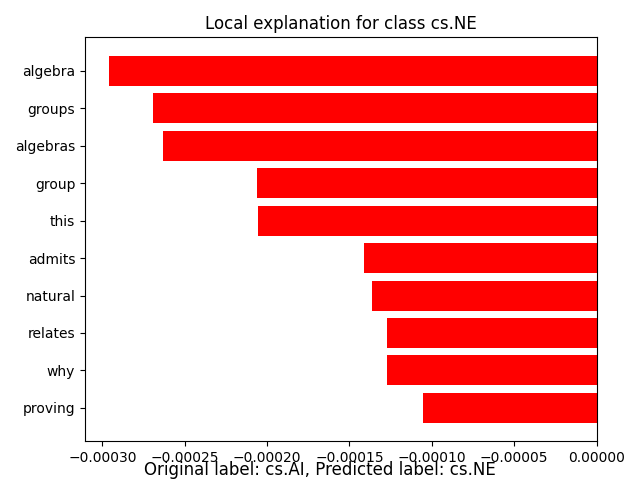 Local explanation for class cs.NE
algebra
groups
algebras
group
this
admits
natural
relates
why
proving
−0.00030 −0.00025 −0.00020 −0.00015 −0.00010 −0.00005 0.00000
Original label: cs.AI, Predicted label: cs.NE